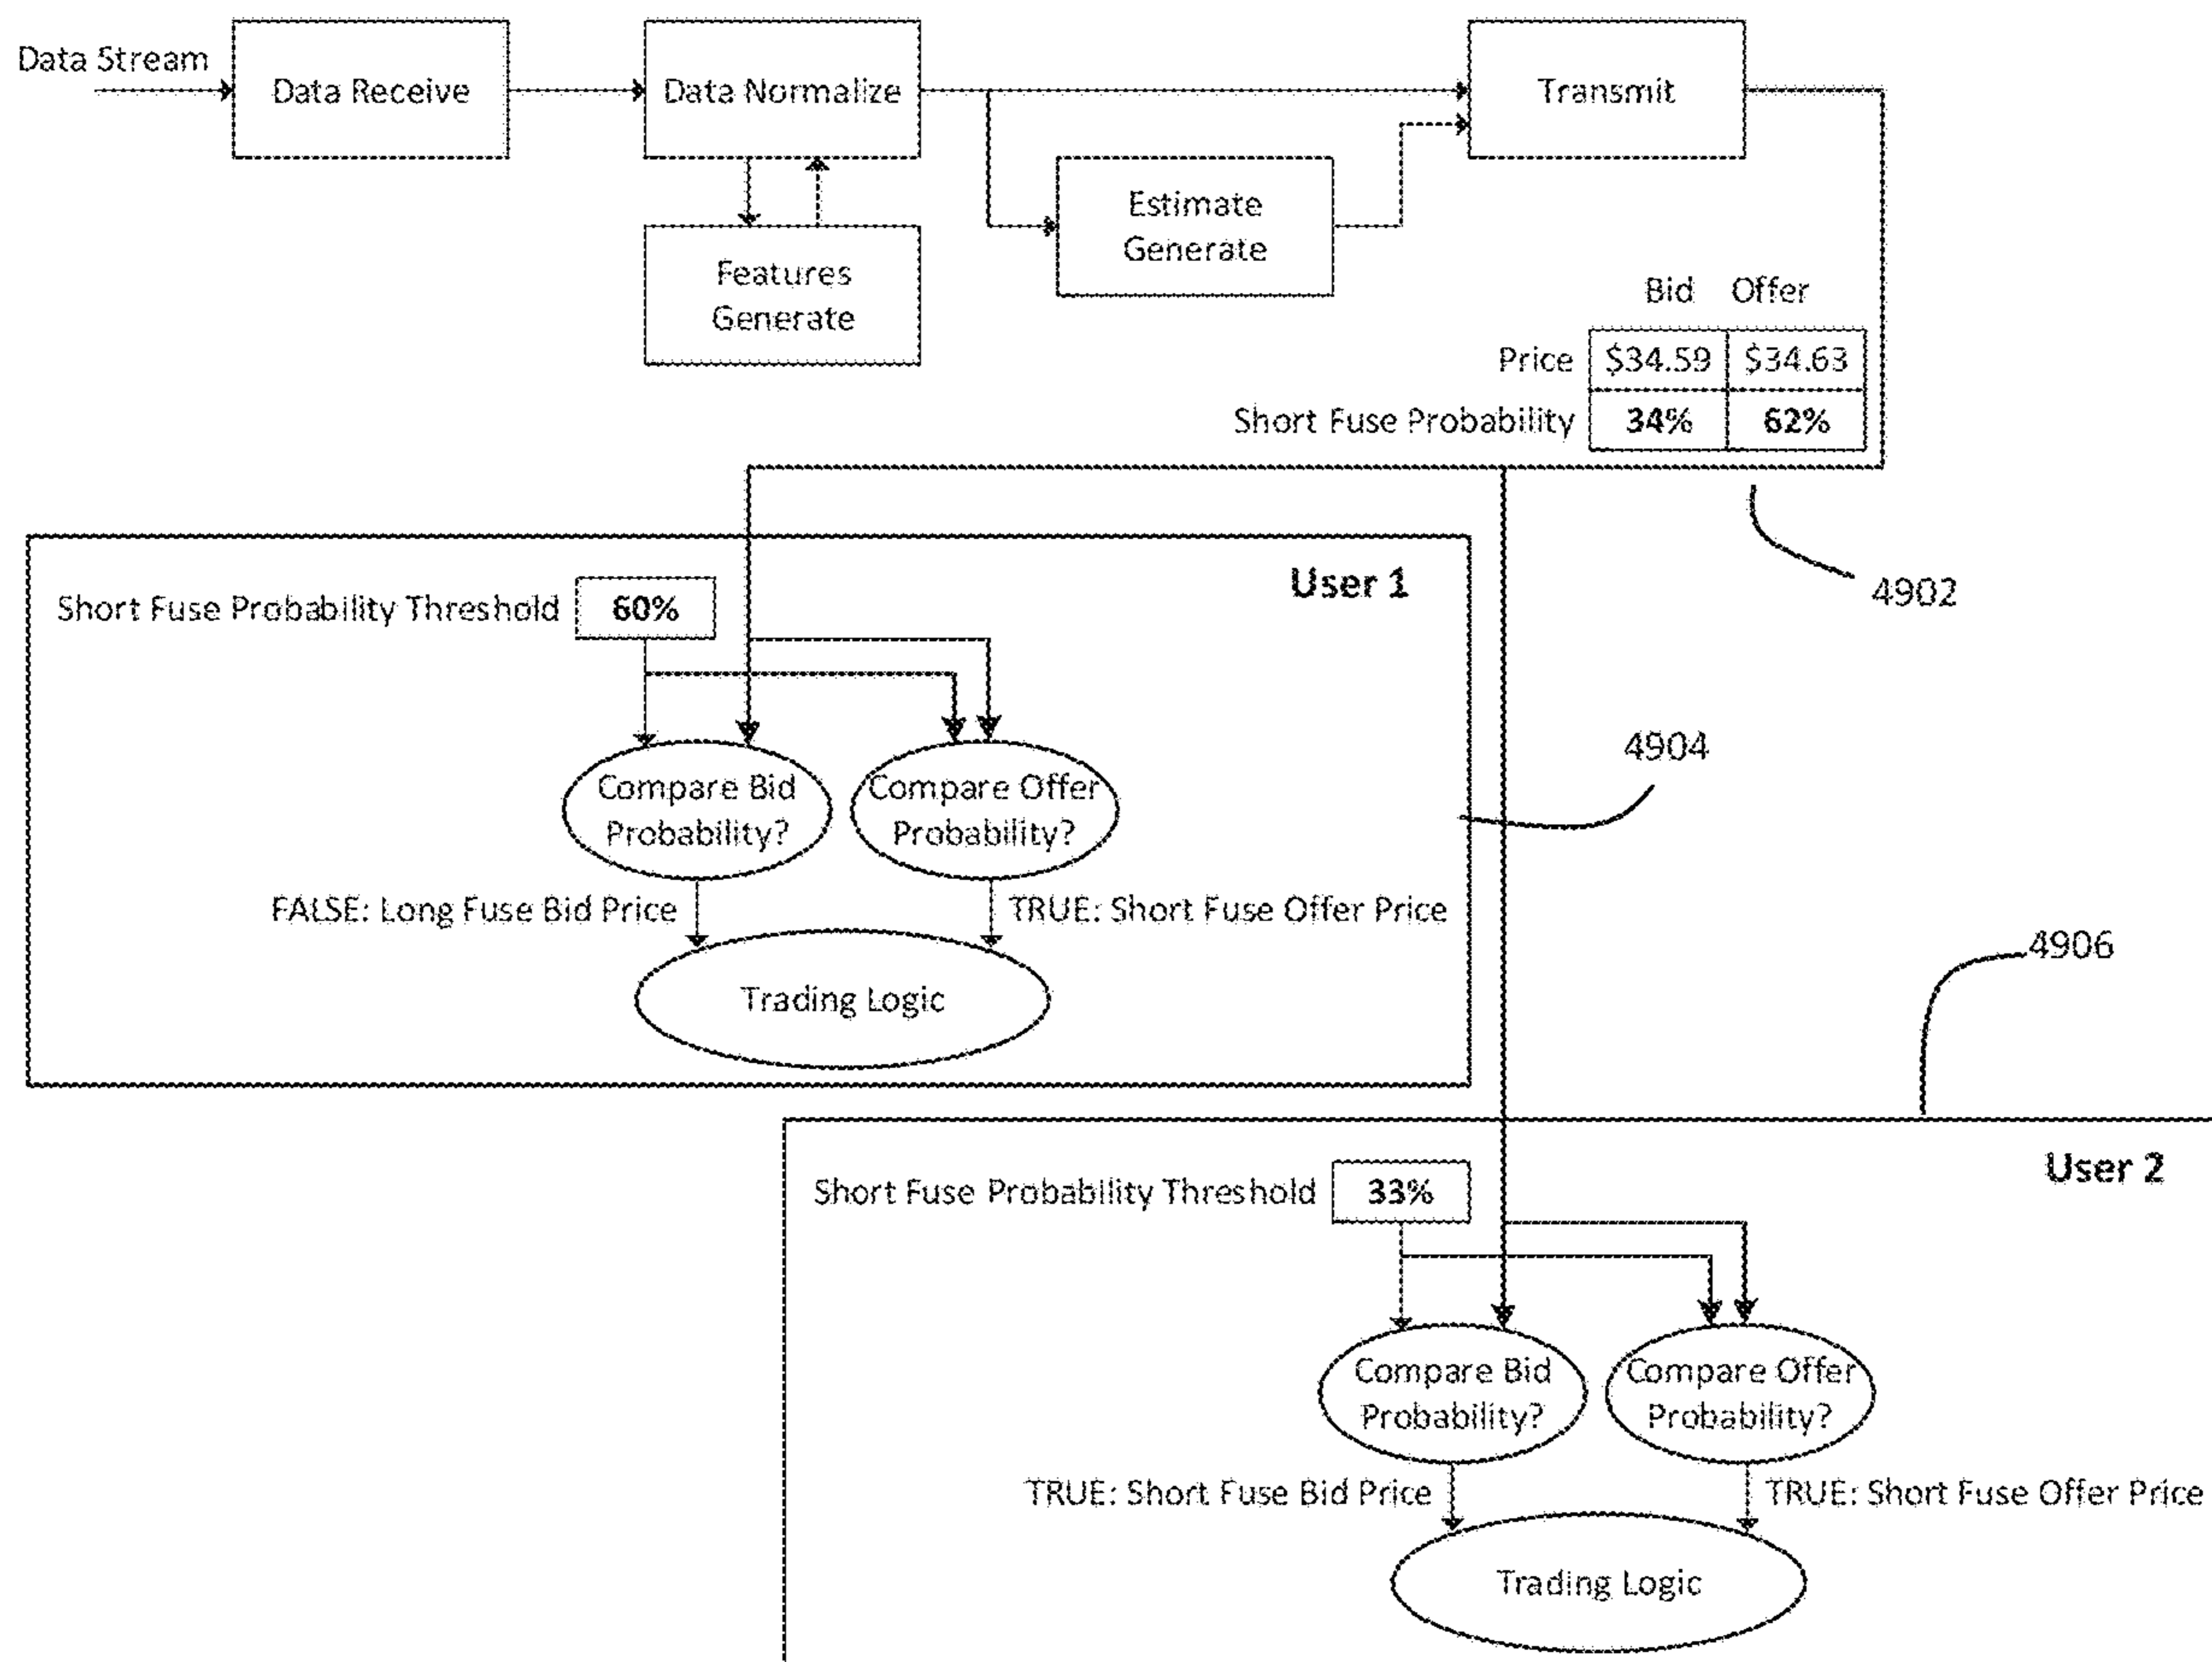 Data Stream
Data Receive
Data Normalize
Transmit
Estimate
Generate
Features
Generate
Bid Offer
Price $34.59 $34.63
Short Fuse Probability 34% 62%
4902
User 1
Short Fuse Probability Threshold 60%
4904
Compare Bid
Probability?
Compare Offer
Probability?
FALSE: Long Fuse Bid Price
TRUE: Short Fuse Offer Price
Trading Logic
4906
User 2
Short Fuse Probability Threshold 33%
Compare Bid
Probability?
Compare Offer
Probability?
TRUE: Short Fuse Bid Price
TRUE: Short Fuse Offer Price
Trading Logic